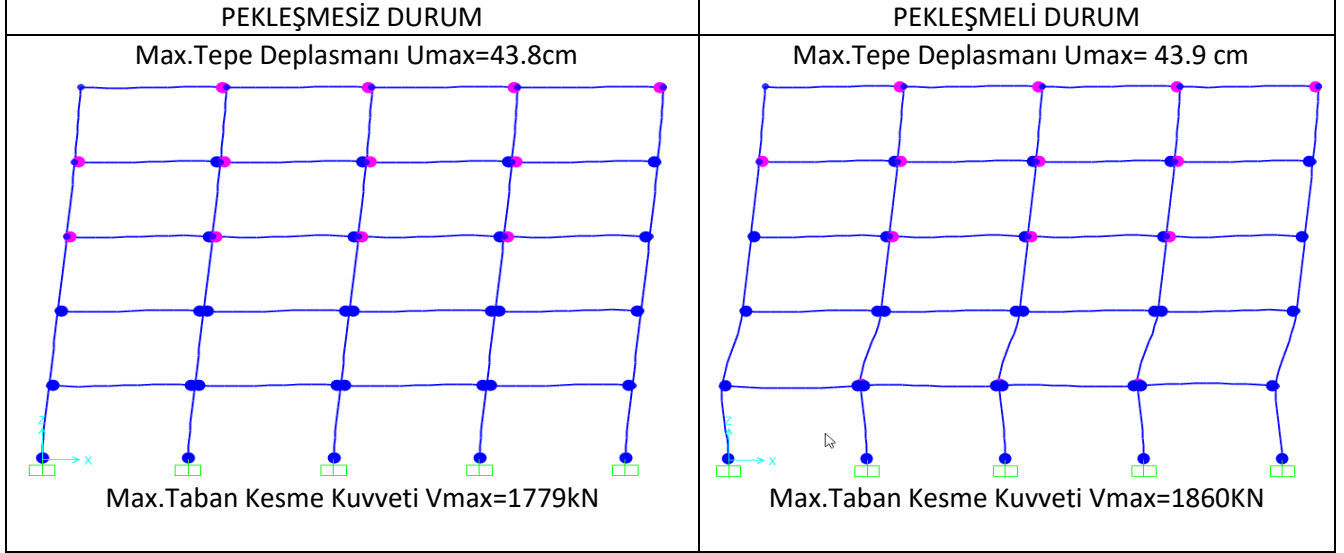 PEKLEŞMESİZ DURUM
Max.Tepe Deplasmanı Umax=43.8cm
Z
X
Max.Taban Kesme Kuvveti Vmax=1779kN
PEKLEŞMELİ DURUM
Max.Tepe Deplasmanı Umax= 43.9 cm
Z
X
Max.Taban Kesme Kuvveti Vmax=1860KN